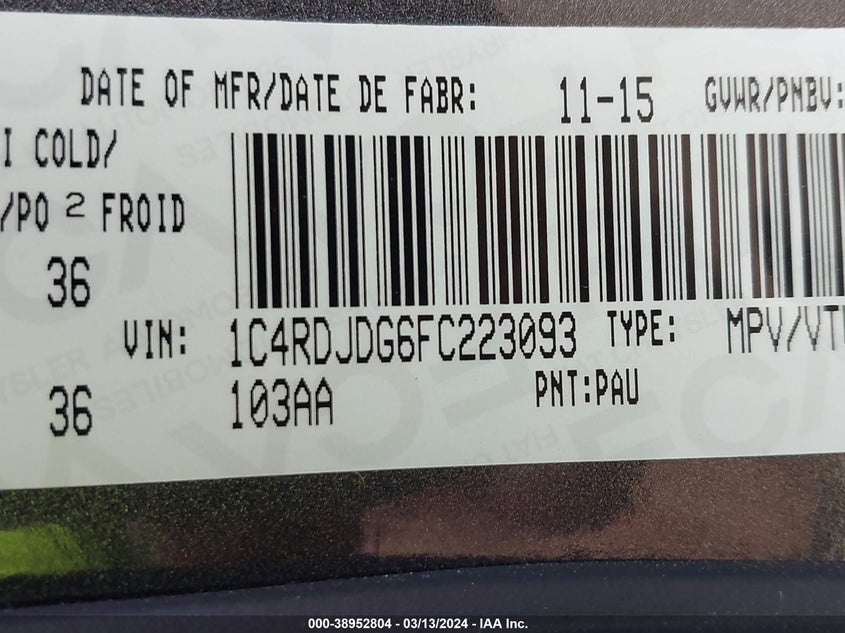 DATE OF MFR/DATE DE FABR: 11-15 GVWR/PNBV:
I COLD/
/PO 2 FROID
36
VIN: 1C4RDJDG6FC223093 TYPE: MPV/VT
36 103AA PNT:PAU
000-38952804 - 03/13/2024 - IAA Inc.